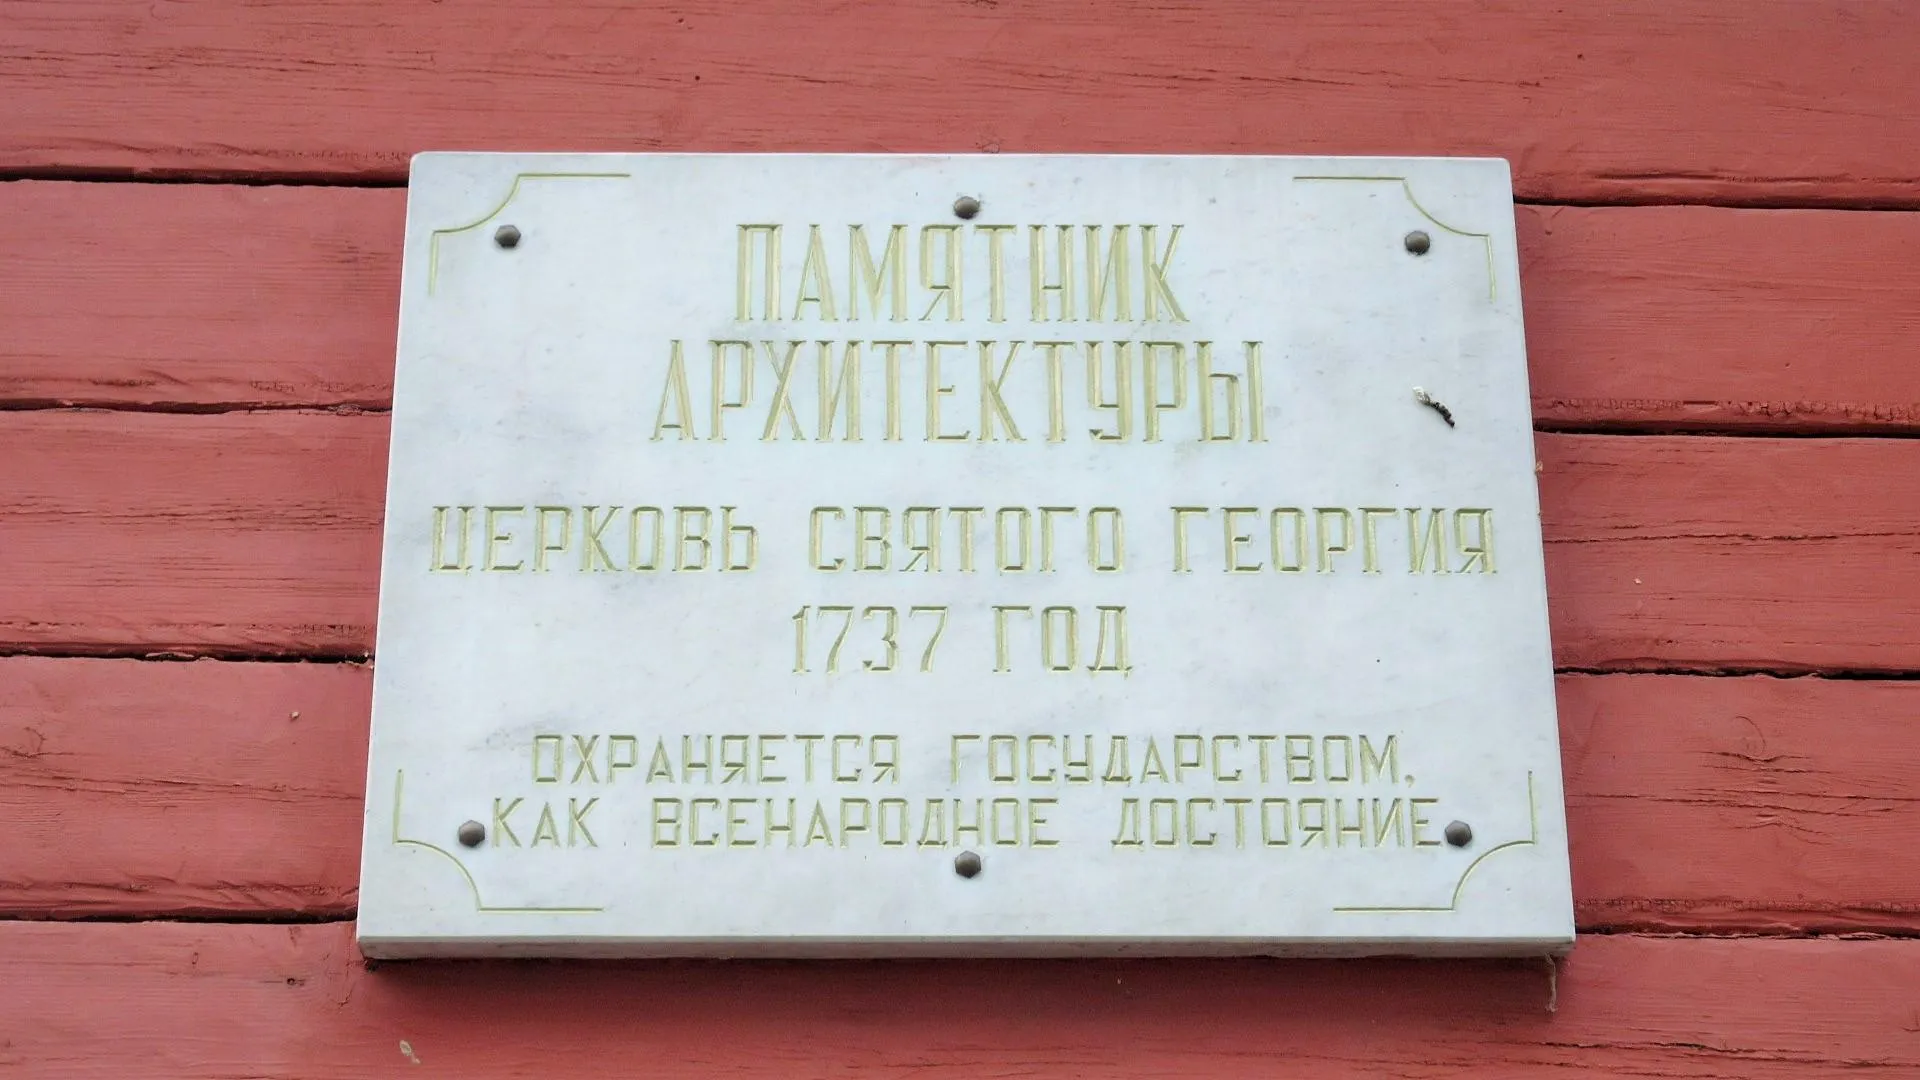 ПАМЯТНИК
АРХИТЕКТУРЫ
ЦЕРКОВЬ СВЯТОГО ГЕОРГИЯ
1737 ГОД
ОХРАНЯЕТСЯ ГОСУДАРСТВОМ,
КАК ВСЕНАРОДНОЕ ДОСТОЯНИЕ